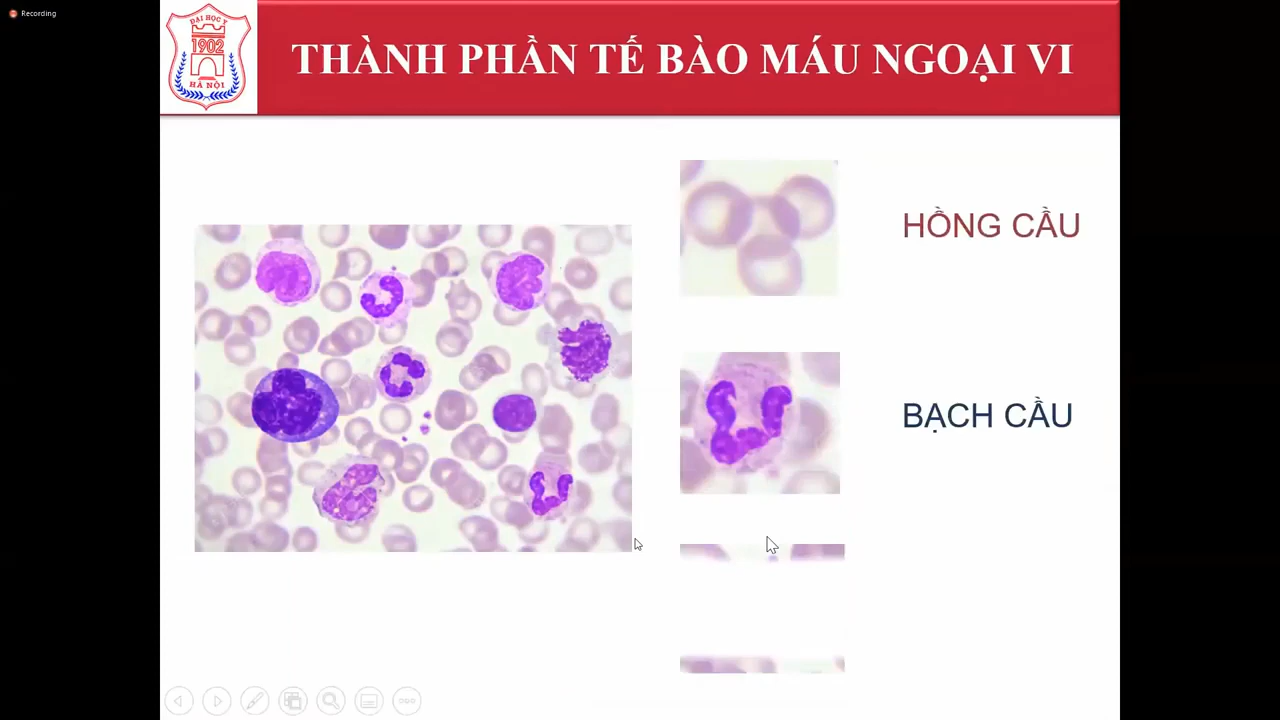 Recording
ĐẠI HỌC Y
1902
HÀ NỘI
THÀNH PHẦN TẾ BÀO MÁU NGOẠI VI
HỒNG CẦU
BẠCH CẦU